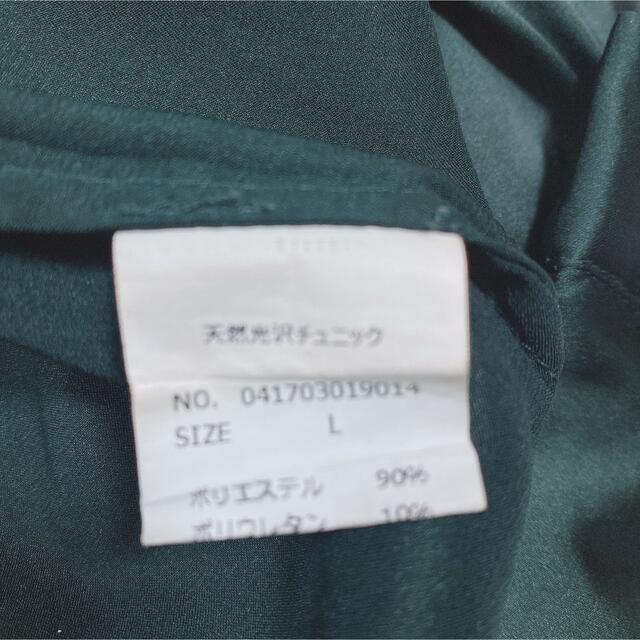 天然光沢チュニック
NO. 041703019014
SIZE L
ポリエステル 90%
ポリウレタン 10%